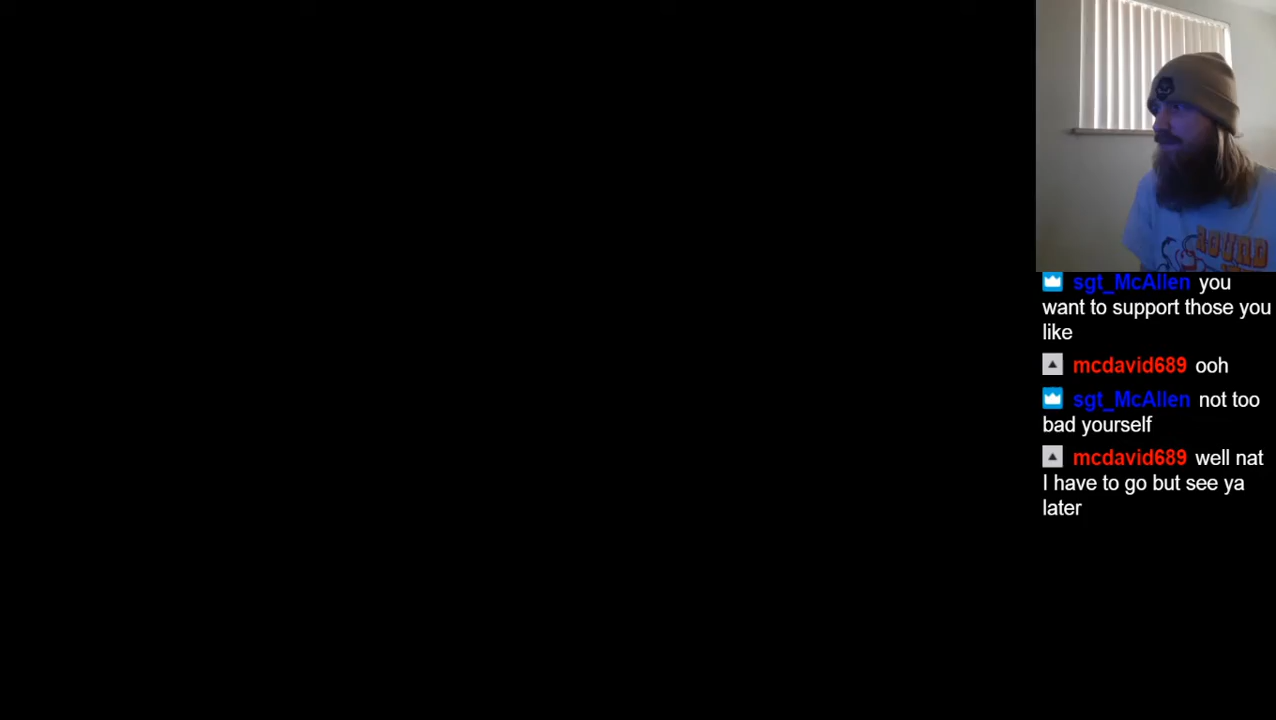 sgt_McAllen you
want to support those you
like
mcdavid689 ooh
sgt_McAllen not too
bad yourself
mcdavid689 well nat
I have to go but see ya
later
ROUND